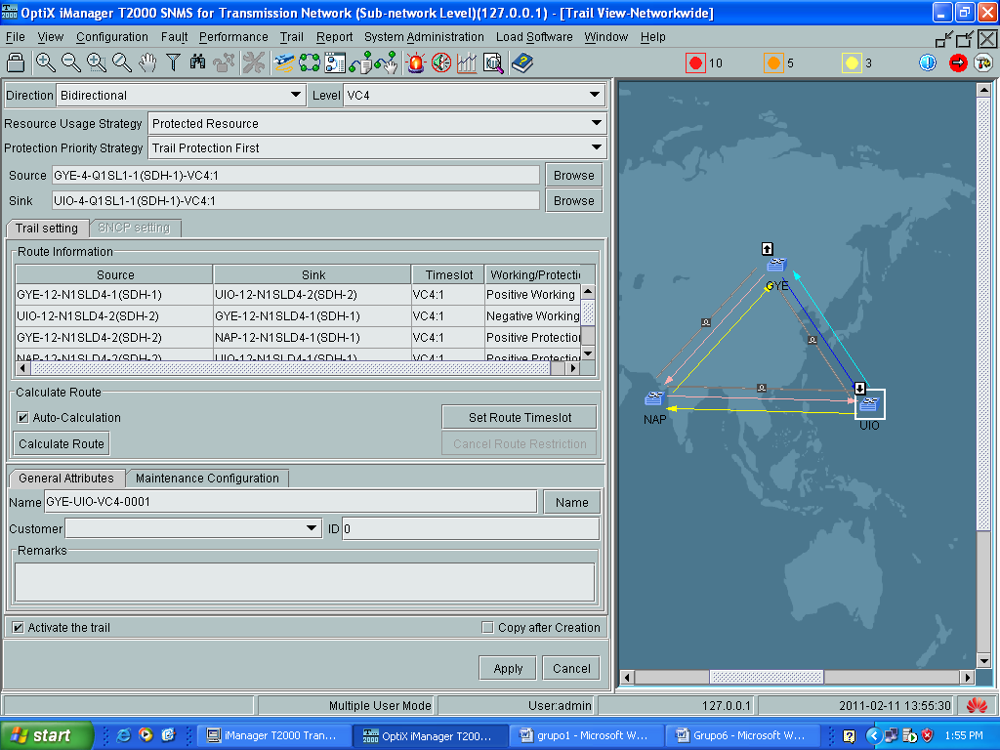 OptiX iManager T2000 SNMS for Transmission Network (Sub-network Level)(127.0.0.1) - [Trail View-Networkwide]
File View Configuration Fault Performance Trail Report System Administration Load Software Window Help
10 5 3
Direction Bidirectional Level VC4
Resource Usage Strategy Protected Resource
Protection Priority Strategy Trail Protection First
Source GYE-4-Q1SL1-1(SDH-1)-VC4:1 Browse
Sink UIO-4-Q1SL1-1(SDH-1)-VC4:1 Browse
Trail setting SNCP setting
Route Information
Source Sink Timeslot Working/Protecti
GYE-12-N1SLD4-1(SDH-1) UIO-12-N1SLD4-2(SDH-2) VC4:1 Positive Working
UIO-12-N1SLD4-2(SDH-2) GYE-12-N1SLD4-1(SDH-1) VC4:1 Negative Working
GYE-12-N1SLD4-2(SDH-2) NAP-12-N1SLD4-1(SDH-1) VC4:1 Positive Protection
NAP-12-N1SLD4-2(SDH-2) UIO-12-N1SLD4-1(SDH-1) VC4:1 Positive Protection
Calculate Route
Auto-Calculation Set Route Timeslot
Calculate Route Cancel Route Restriction
General Attributes Maintenance Configuration
Name GYE-UIO-VC4-0001 Name
Customer ID 0
Remarks
Activate the trail Copy after Creation
Apply Cancel
GYE
NAP
UIO
Multiple User Mode User:admin 127.0.0.1 2011-02-11 13:55:30
start iManager T2000 Tran... OptiX iManager T200... grupo1 - Microsoft W... Grupo6 - Microsoft W... 1:55 PM